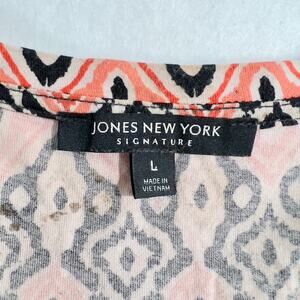 JONES NEW YORK
SIGNATURE
L
MADE IN
VIETNAM